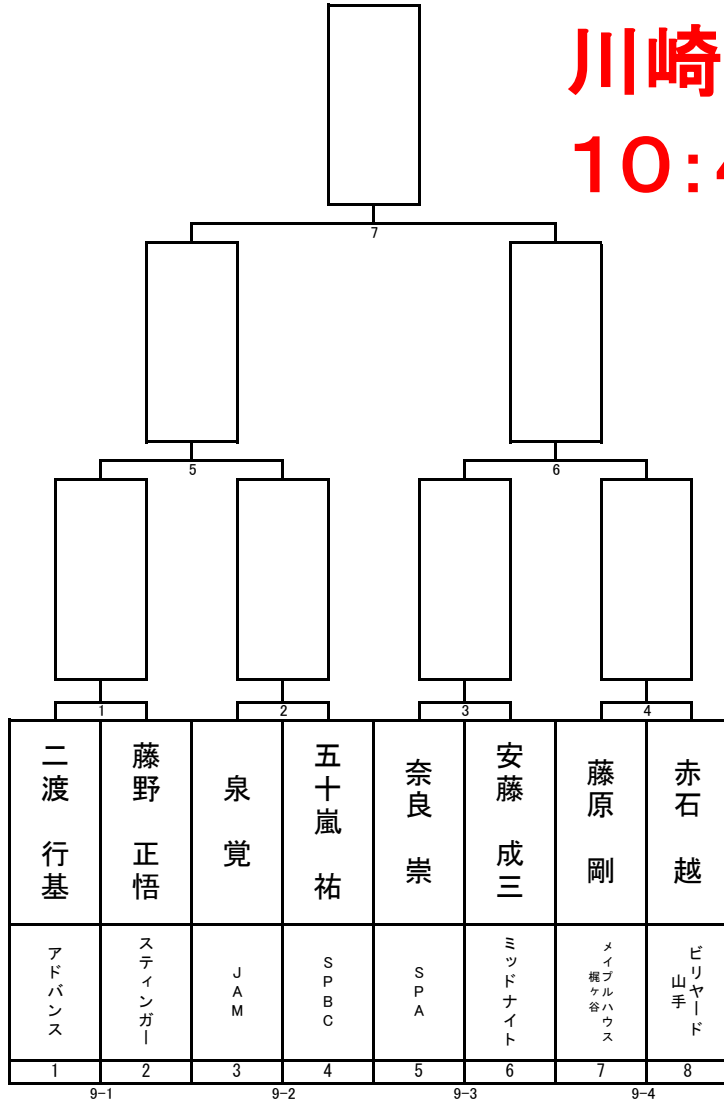 川崎
10:4
7
5
6
1
2
3
4
二渡 行基
藤野 正悟
泉 覚
五十嵐 祐
奈良 崇
安藤 成三
藤原 剛
赤石 越
アドバンス
スティンガー
JAM
SPBC
SPA
ミッドナイト
メイプルハウス
梶ヶ谷
ビリヤード
山手
1 2 3 4 5 6 7 8
9-1 9-2 9-3 9-4